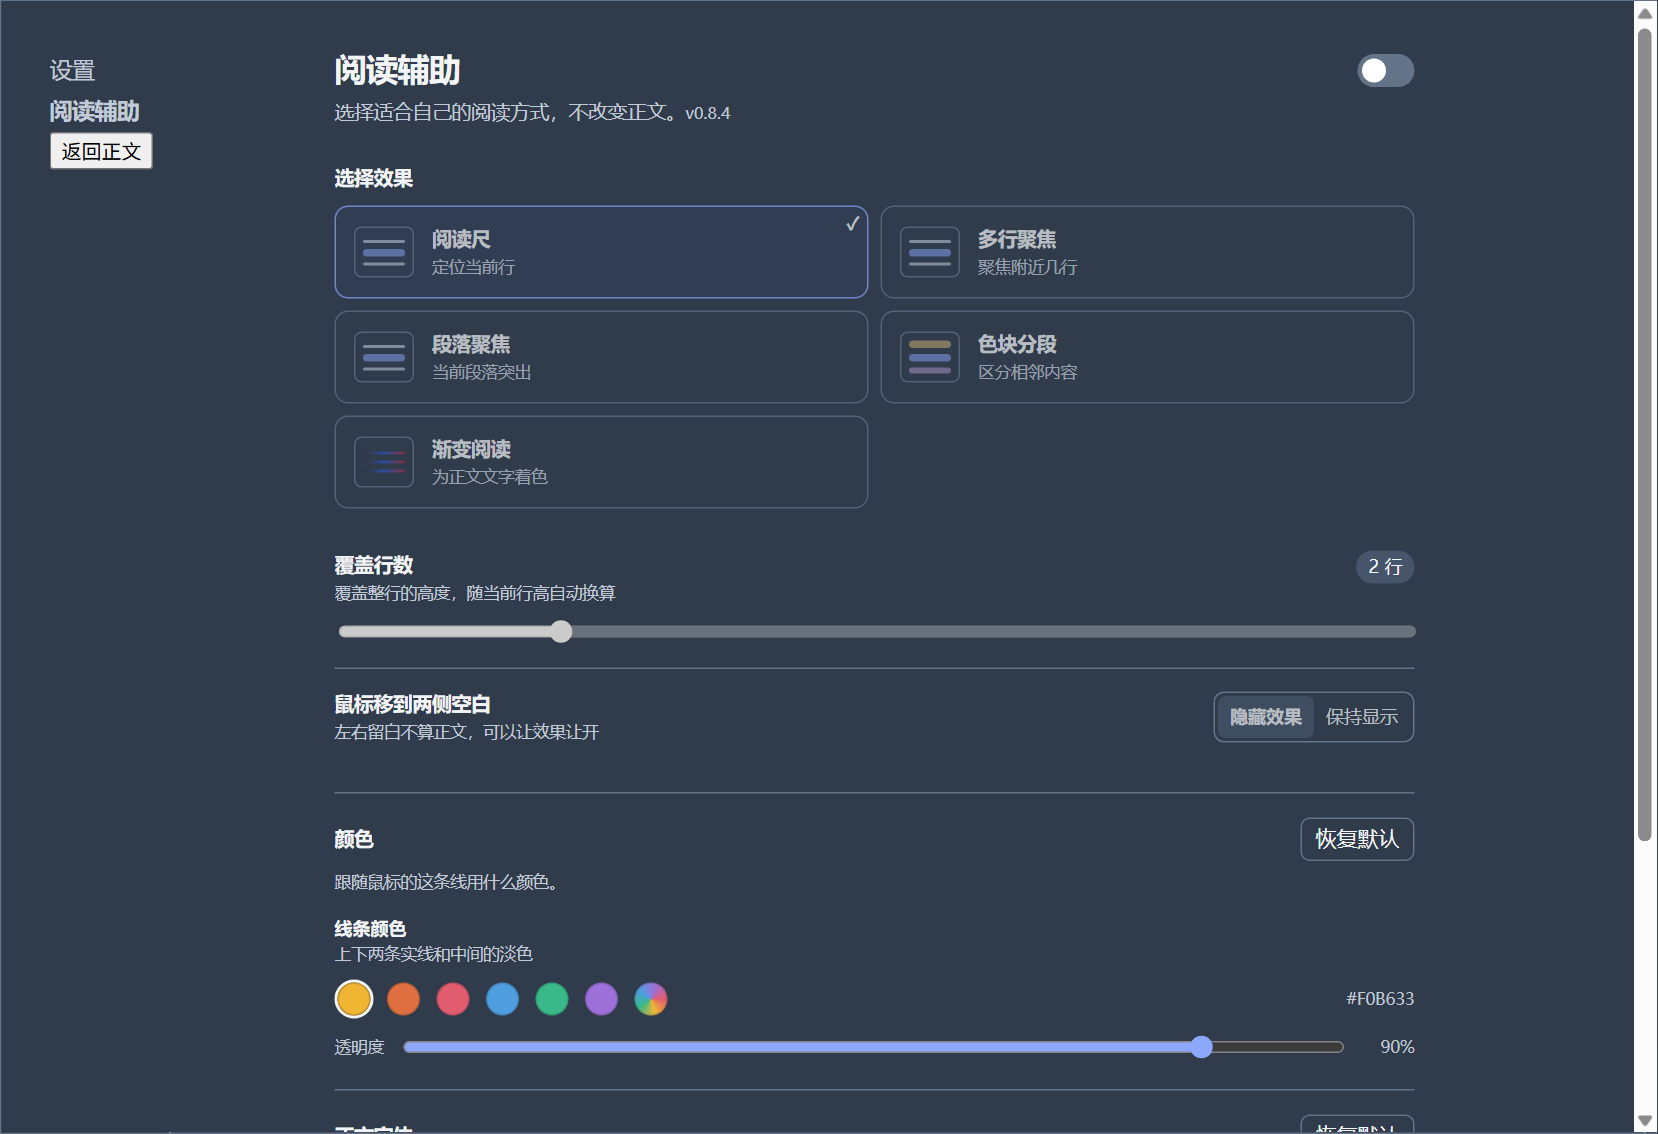 设置
阅读辅助
返回正文
阅读辅助
选择适合自己的阅读方式，不改变正文。v0.8.4
选择效果
阅读尺
定位当前行
多行聚焦
聚焦附近几行
段落聚焦
当前段落突出
色块分段
区分相邻内容
渐变阅读
为正文文字着色
覆盖行数
2 行
覆盖整行的高度，随当前行高自动换算
鼠标移到两侧空白
左右留白不算正文，可以让效果让开
隐藏效果
保持显示
颜色
恢复默认
跟随鼠标的这条线用什么颜色。
线条颜色
上下两条实线和中间的淡色
#F0B633
透明度
90%